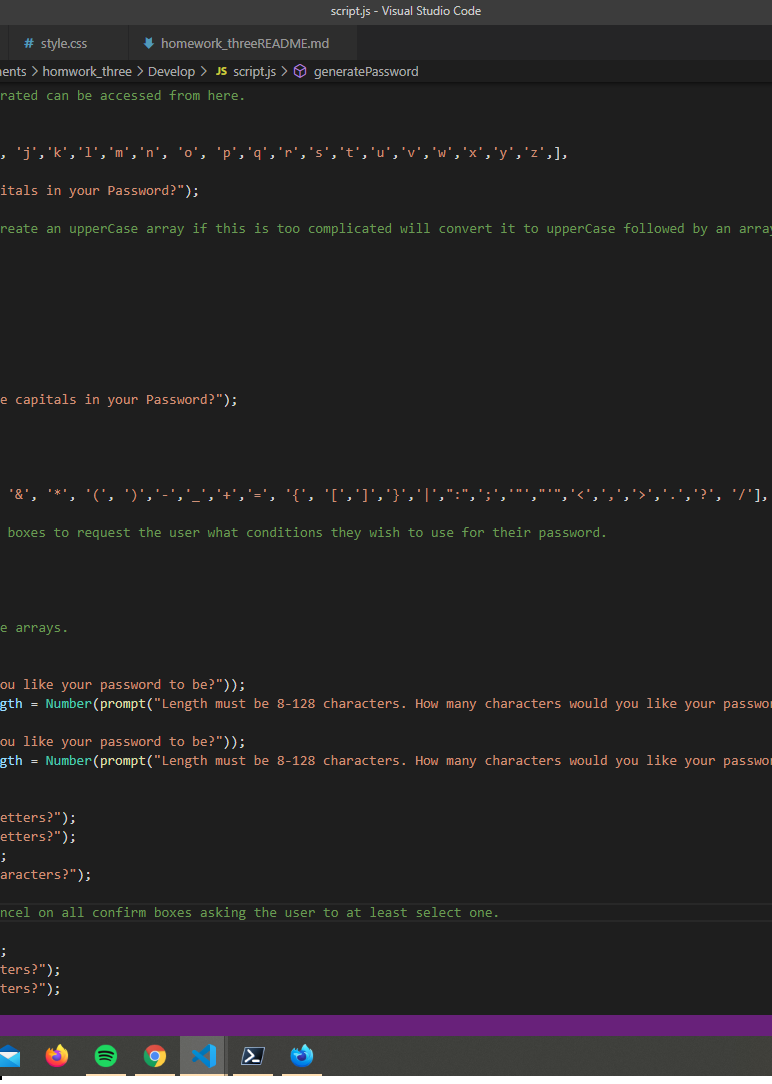 script.js - Visual Studio Code
# style.css homework_threeREADME.md
ments > homwork_three > Develop > JS script.js > generatePassword
rated can be accessed from here.
, 'j','k','l','m','n', 'o', 'p','q','r','s','t','u','v','w','x','y','z',],
itals in your Password?");
reate an upperCase array if this is too complicated will convert it to upperCase followed by an array
e capitals in your Password?");
'&', '*', '(', ')','-','_','+','=', '{', '[',']','}','|',":",';','"',"'",'<',',','>','.','?', '/'],
boxes to request the user what conditions they wish to use for their password.
e arrays.
ou like your password to be?"));
gth = Number(prompt("Length must be 8-128 characters. How many characters would you like your passwor
ou like your password to be?"));
gth = Number(prompt("Length must be 8-128 characters. How many characters would you like your passwor
etters?");
etters?");
;
aracters?");
ncel on all confirm boxes asking the user to at least select one.
;
ters?");
ters?");